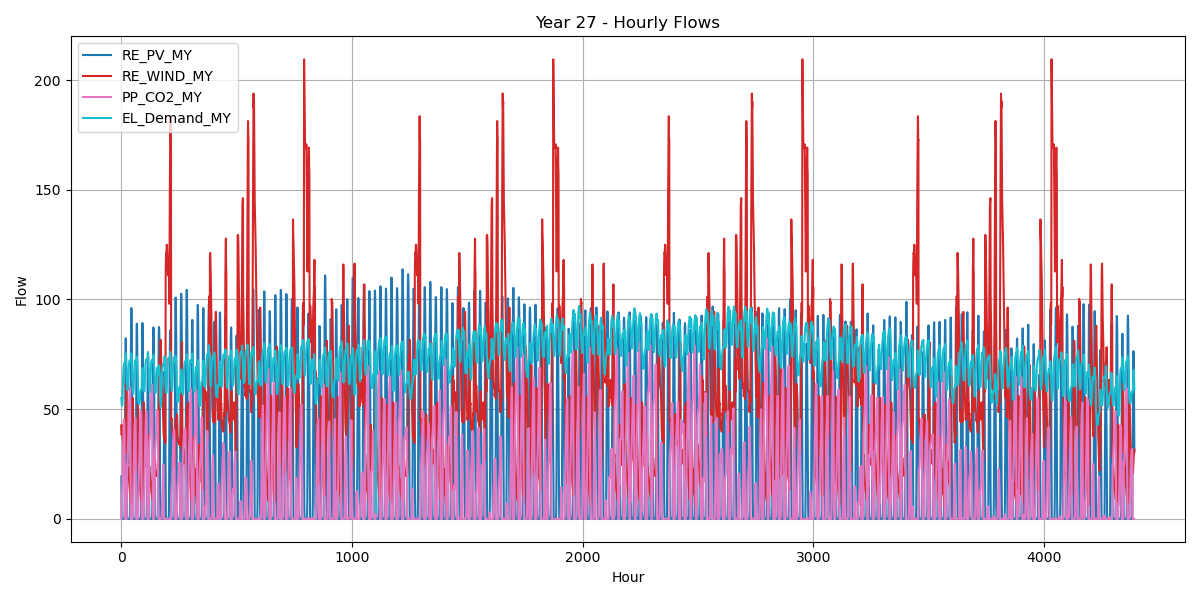 Year 27 - Hourly Flows
RE_PV_MY
RE_WIND_MY
PP_CO2_MY
EL_Demand_MY
200
150
100
50
0
Flow
0 1000 2000 3000 4000
Hour